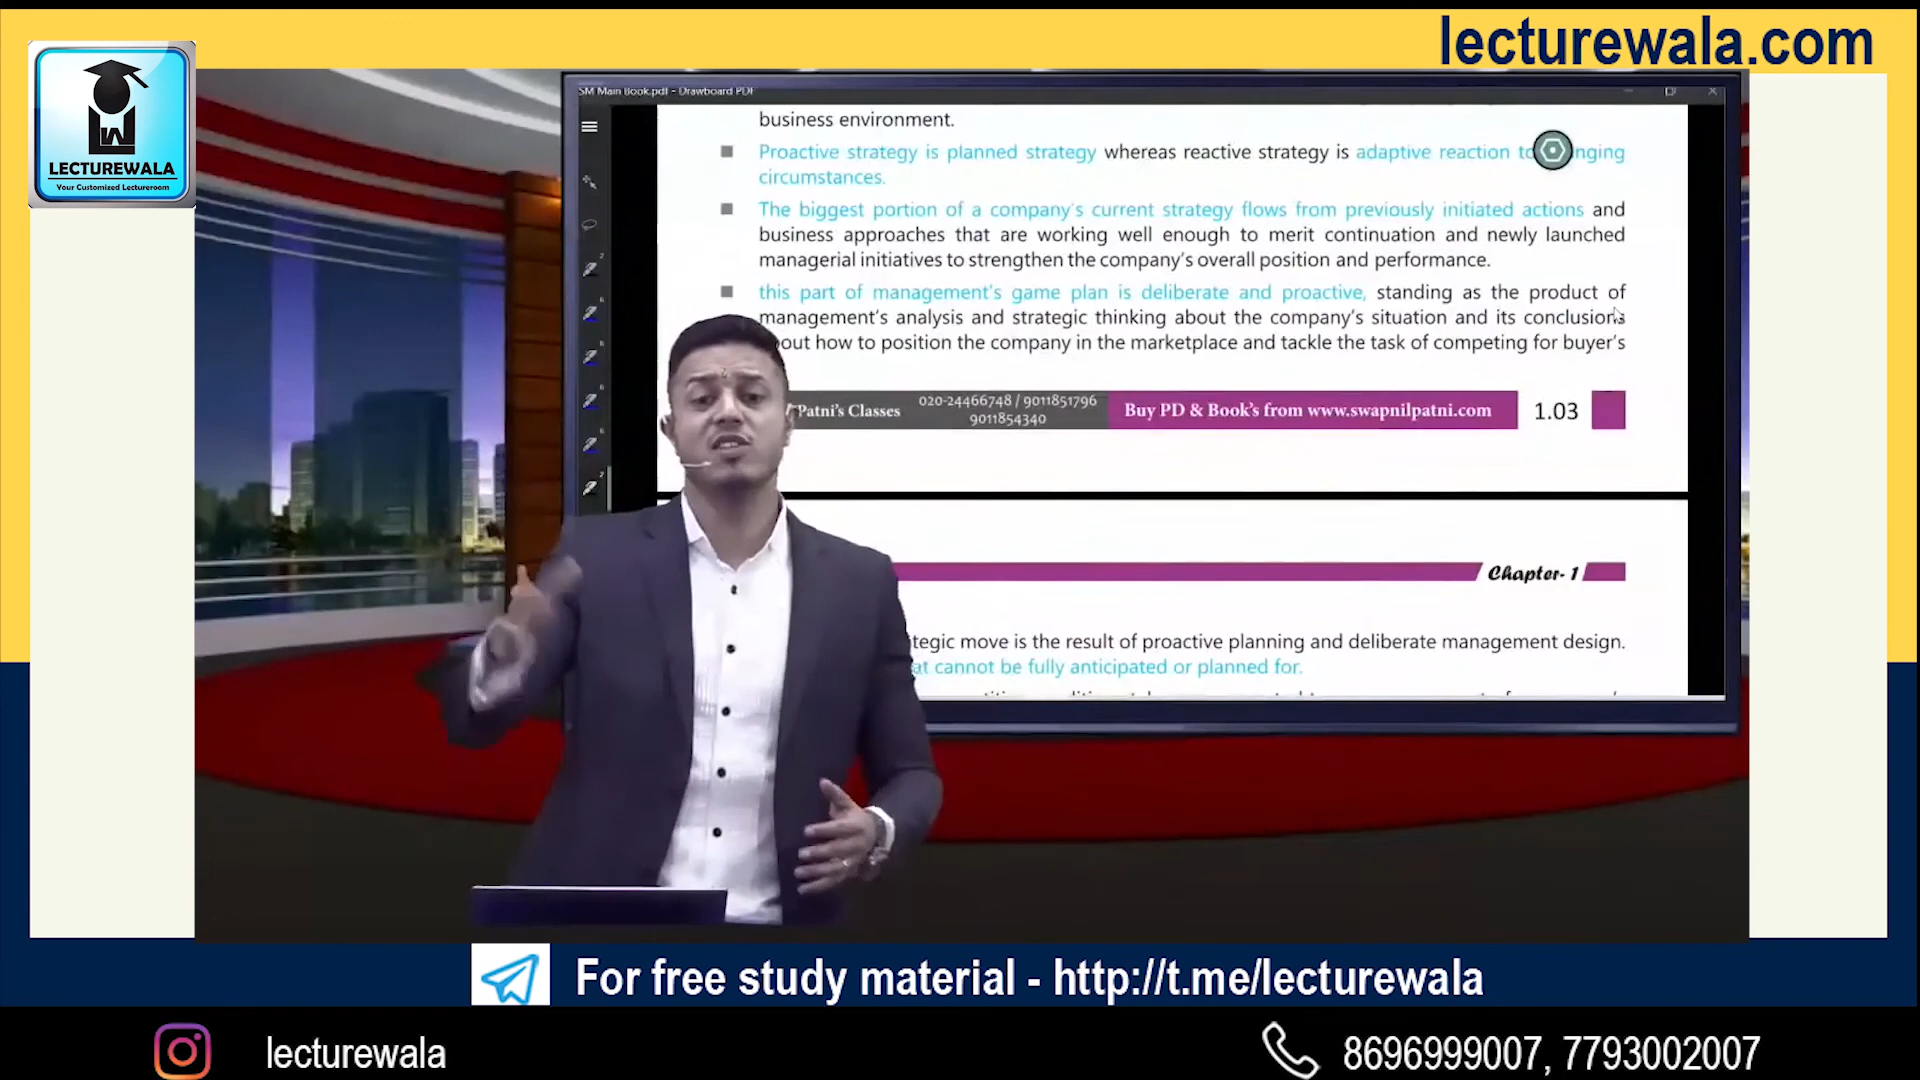 lecturewala.com
LW
LECTUREWALA
Your Customized Lectureroom
SM Main Book.pdf - Drawboard PDF
business environment.
Proactive strategy is planned strategy whereas reactive strategy is adaptive reaction
circumstances.
The biggest portion of a company's current strategy flows from previously initiated actions and
business approaches that are working well enough to merit continuation and newly launched
managerial initiatives to strengthen the company's overall position and performance.
this part of management's game plan is deliberate and proactive, standing as the product of
management's analysis and strategic thinking about the company's situation and its conclusions
out how to position the company in the marketplace and tackle the task of competing for buyer's
Patni's Classes
020-24466748 / 9011851796
9011854340
Buy PD & Book's from www.swapnilpatni.com
1.03
Chapter- 1
tegic move is the result of proactive planning and deliberate management design.
at cannot be fully anticipated or planned for.
For free study material - http://t.me/lecturewala
lecturewala
8696999007, 7793002007